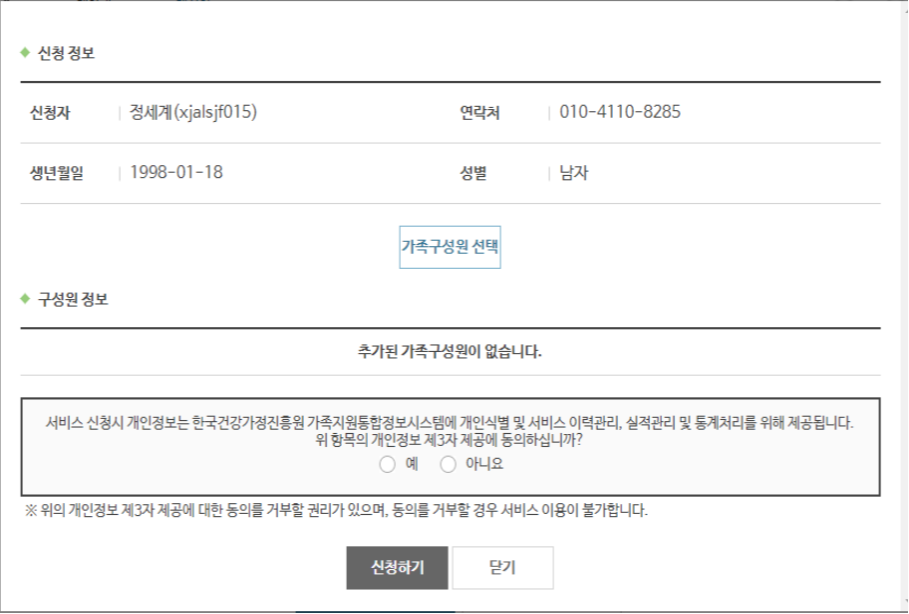 신청 정보
신청자 정세계(xjalsjf015) 연락처 010-4110-8285
생년월일 1998-01-18 성별 남자
가족구성원 선택
구성원 정보
추가된 가족구성원이 없습니다.
서비스 신청시 개인정보는 한국건강가정진흥원 가족지원통합정보시스템에 개인식별 및 서비스 이력관리, 실적관리 및 통계처리를 위해 제공됩니다.
위 항목의 개인정보 제3자 제공에 동의하십니까?
예 아니요
※ 위의 개인정보 제3자 제공에 대한 동의를 거부할 권리가 있으며, 동의를 거부할 경우 서비스 이용이 불가합니다.
신청하기 닫기